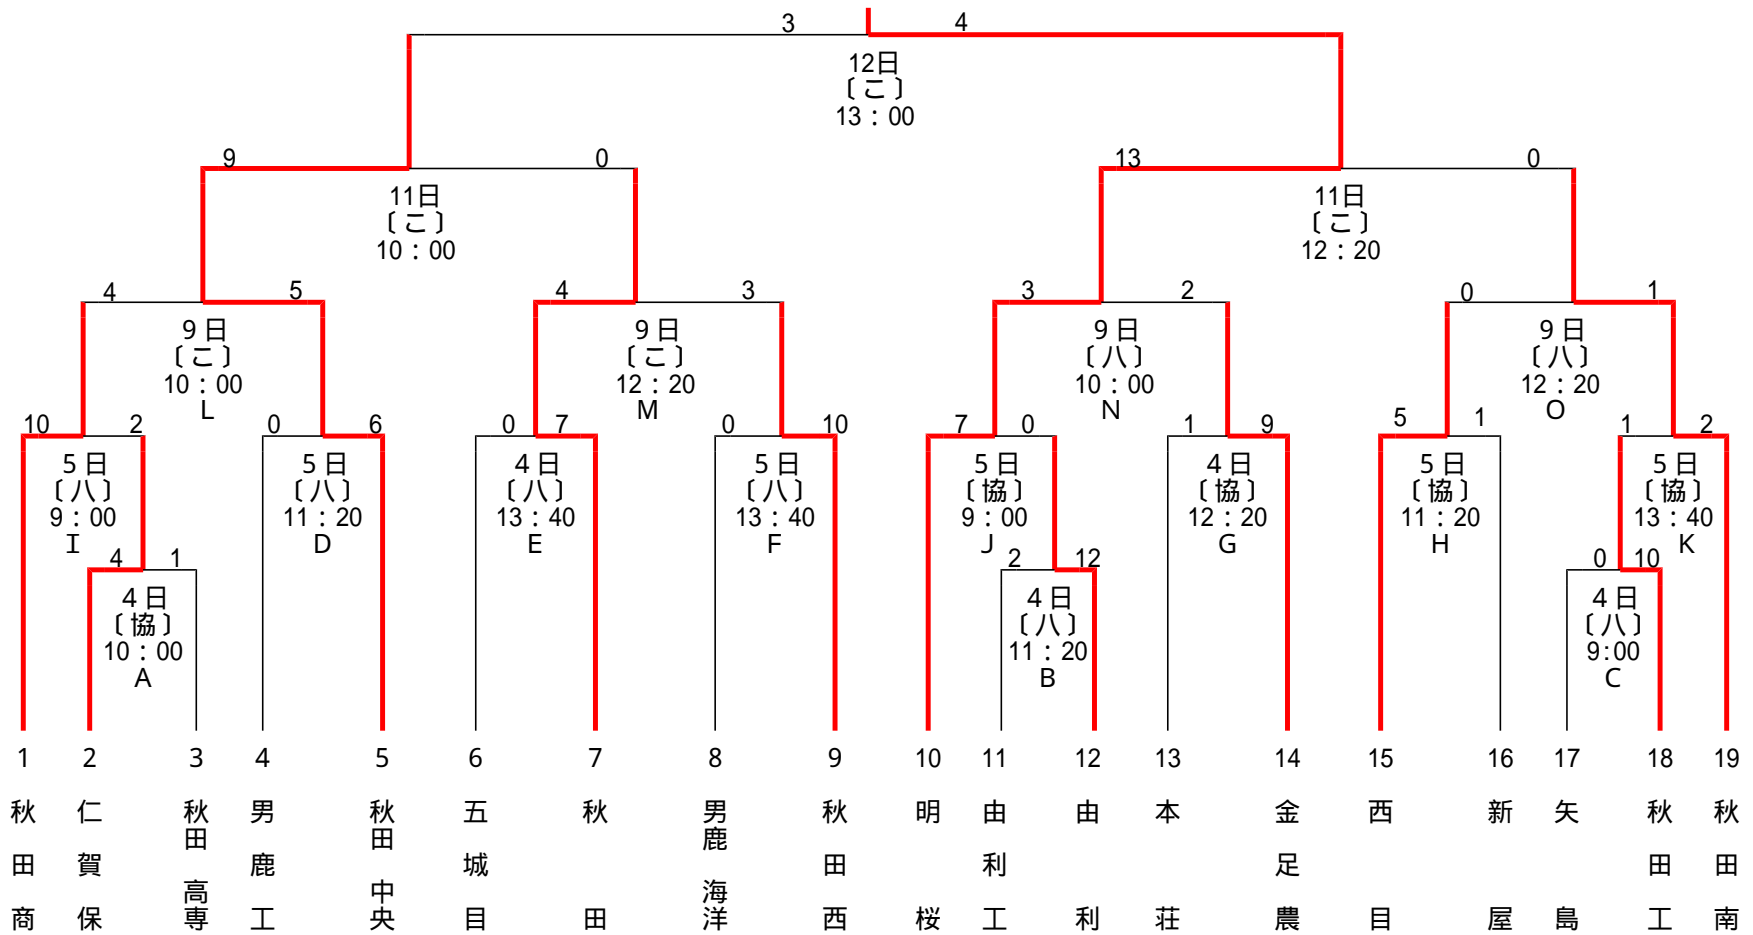 3 4
12日
〔こ〕
13：00
9 0 13 0
11日 11日
〔こ〕 〔こ〕
10：00 12：20
4 5 4 3 3 2 0 1
9日 9日 9日 9日
〔こ〕 〔こ〕 〔八〕 〔八〕
10：00 12：20 10：00 12：20
L M N O
10 2 0 6 0 7 0 10 7 0 1 9 5 1 1 2
5日 5日 4日 5日 5日 4日 5日 5日
〔八〕 〔八〕 〔八〕 〔八〕 〔協〕 〔協〕 〔協〕 〔協〕
9：00 11：20 13：40 13：40 9：00 12：20 11：20 13：40
I D E F J G H K
4 1 2 12 0 10
4日 4日 4日
〔協〕 〔八〕 〔八〕
10：00 11：20 9:00
A B C
1 2 3 4 5 6 7 8 9 10 11 12 13 14 15 16 17 18 19
秋田商
仁賀保
秋田高専
男鹿工
秋田中央
五城目
秋田
男鹿海洋
秋田西
明桜
由利工
由利
本荘
金足農
西目
新屋
矢島
秋田工
秋田南